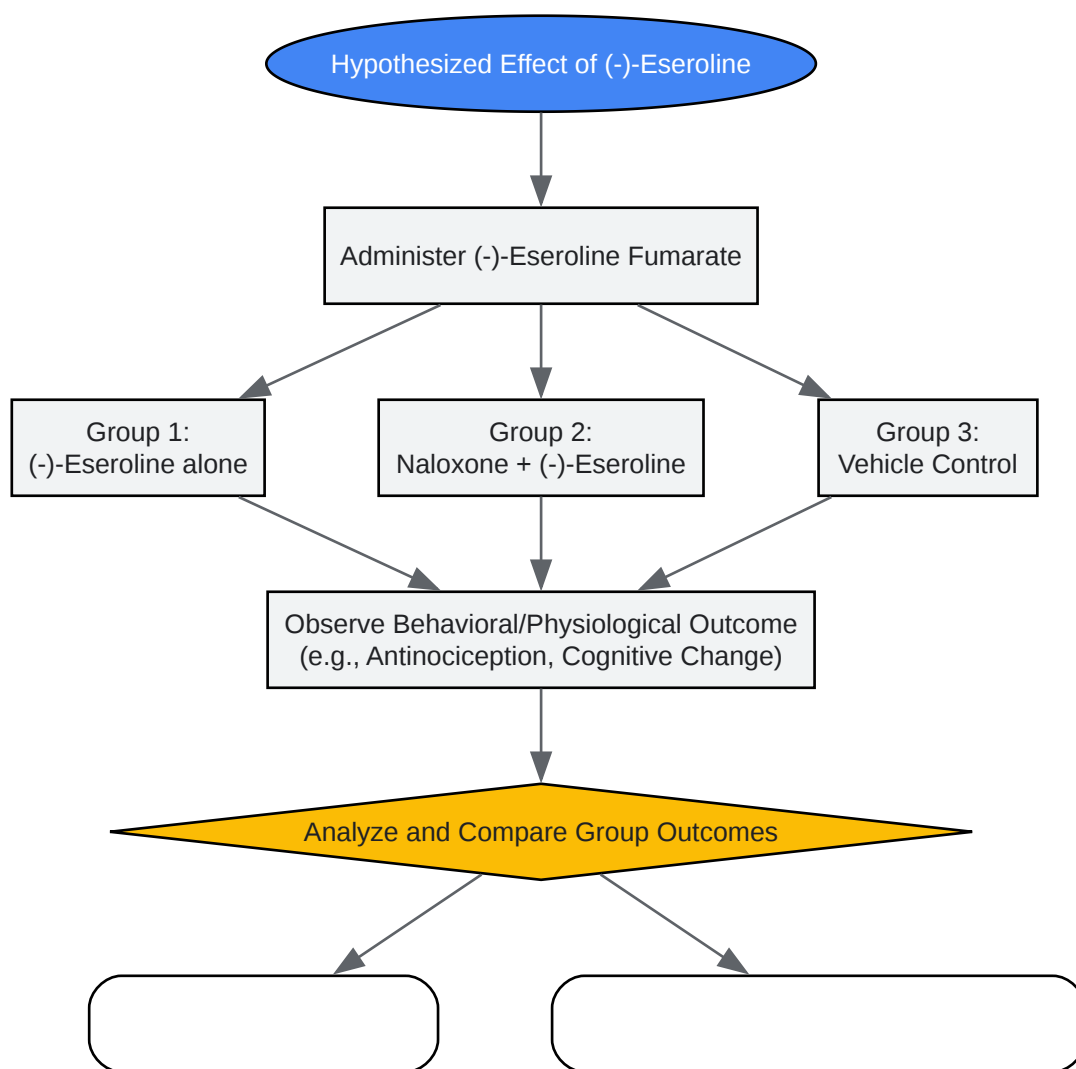 Hypothesized Effect of (-)-Eseroline
Administer (-)-Eseroline Fumarate
Group 1:
(-)-Eseroline alone
Group 2:
Naloxone + (-)-Eseroline
Group 3:
Vehicle Control
Observe Behavioral/Physiological Outcome
(e.g., Antinociception, Cognitive Change)
Analyze and Compare Group Outcomes